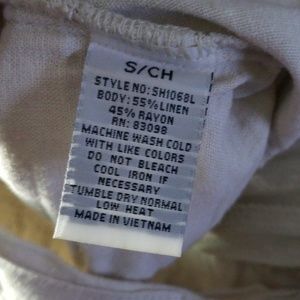 S/CH
STYLE NO: SH1068L
BODY: 55% LINEN
45% RAYON
RN: 83098
MACHINE WASH COLD
WITH LIKE COLORS
DO NOT BLEACH
COOL IRON IF
NECESSARY
TUMBLE DRY NORMAL
LOW HEAT
MADE IN VIETNAM